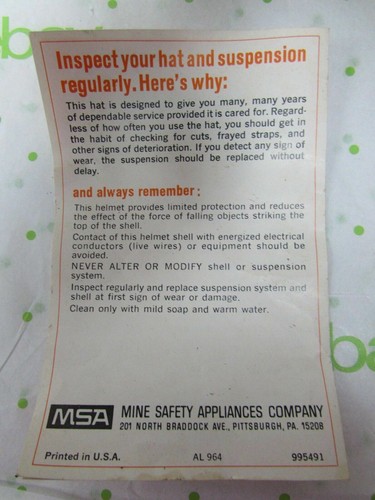 Inspect your hat and suspension
regularly. Here's why:
This hat is designed to give you many, many years
of dependable service provided it is cared for. Regard-
less of how often you use the hat, you should get in
the habit of checking for cuts, frayed straps, and
other signs of deterioration. If you detect any sign of
wear, the suspension should be replaced without
delay.
and always remember:
This helmet provides limited protection and reduces
the effect of the force of falling objects striking the
top of the shell.
Contact of this helmet shell with energized electrical
conductors (live wires) or equipment should be
avoided.
NEVER ALTER OR MODIFY shell or suspension
system.
Inspect regularly and replace suspension system and
shell at first sign of wear or damage.
Clean only with mild soap and warm water.
MSA MINE SAFETY APPLIANCES COMPANY
201 NORTH BRADDOCK AVE., PITTSBURGH, PA. 15208
Printed in U.S.A. AL 964 995491